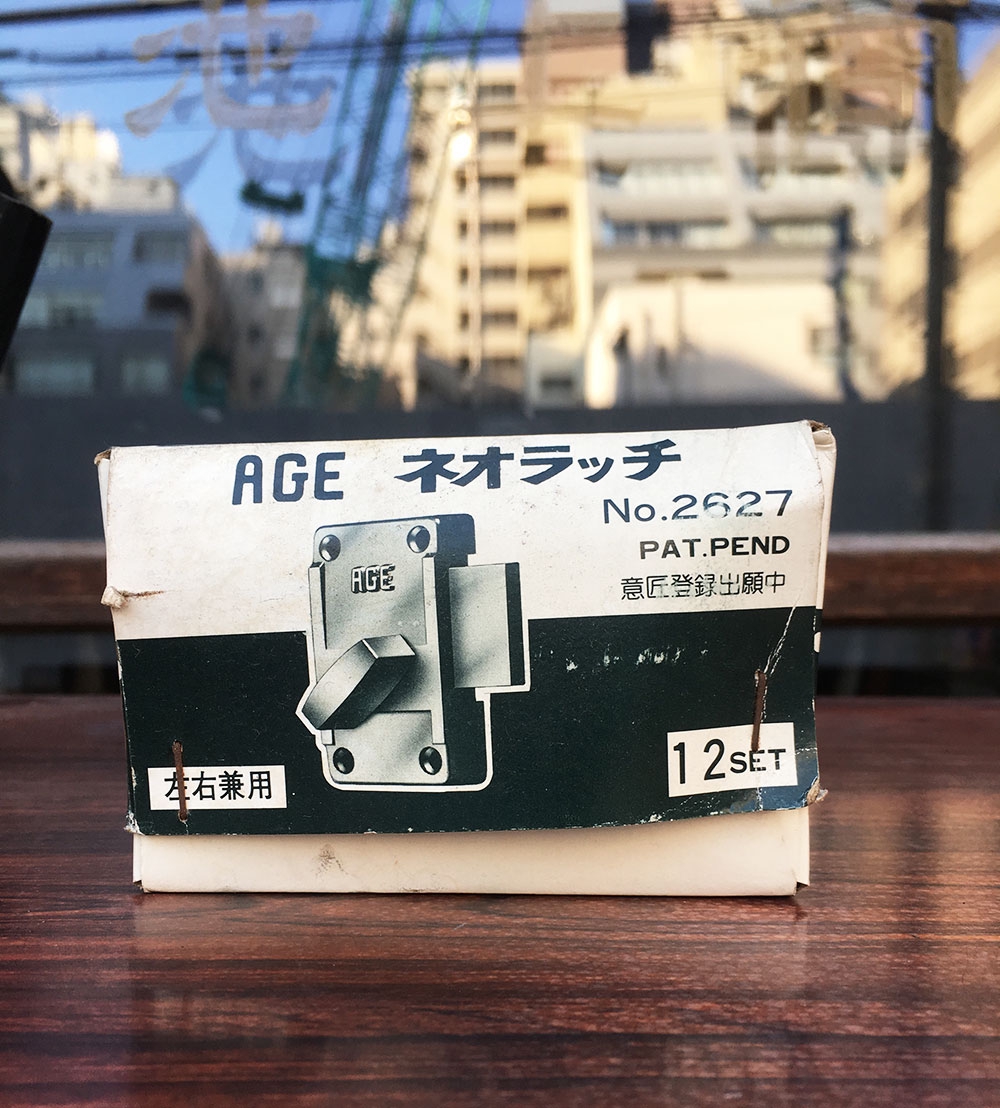 池
AGE ネオラッチ
No.2627
PAT.PEND
意匠登録出願中
AGE
左右兼用
12SET